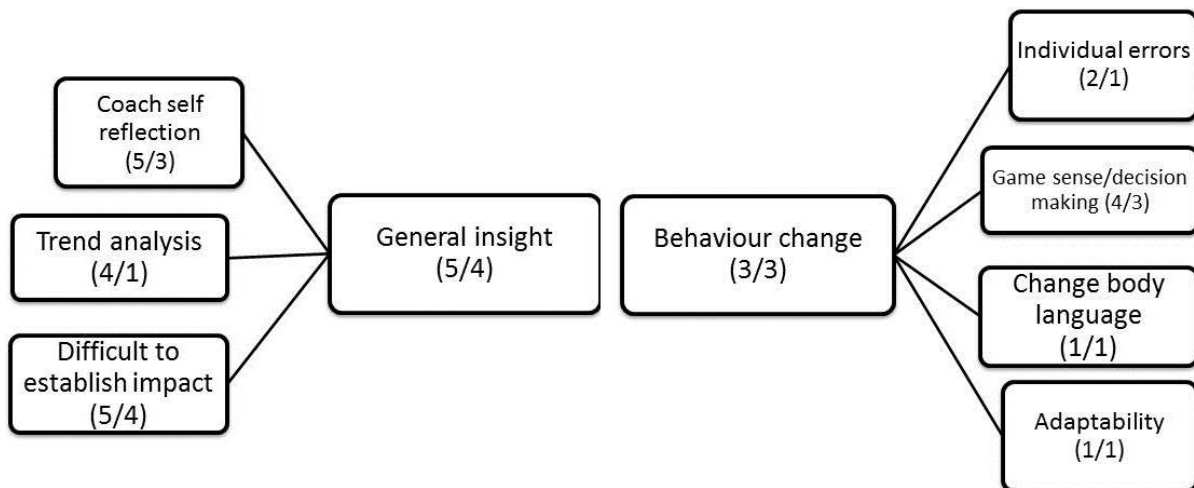 Coach self
reflection
(5/3)
Trend analysis
(4/1)
Difficult to
establish impact
(5/4)
General insight
(5/4)
Behaviour change
(3/3)
Individual errors
(2/1)
Game sense/decision
making (4/3)
Change body
language
(1/1)
Adaptability
(1/1)